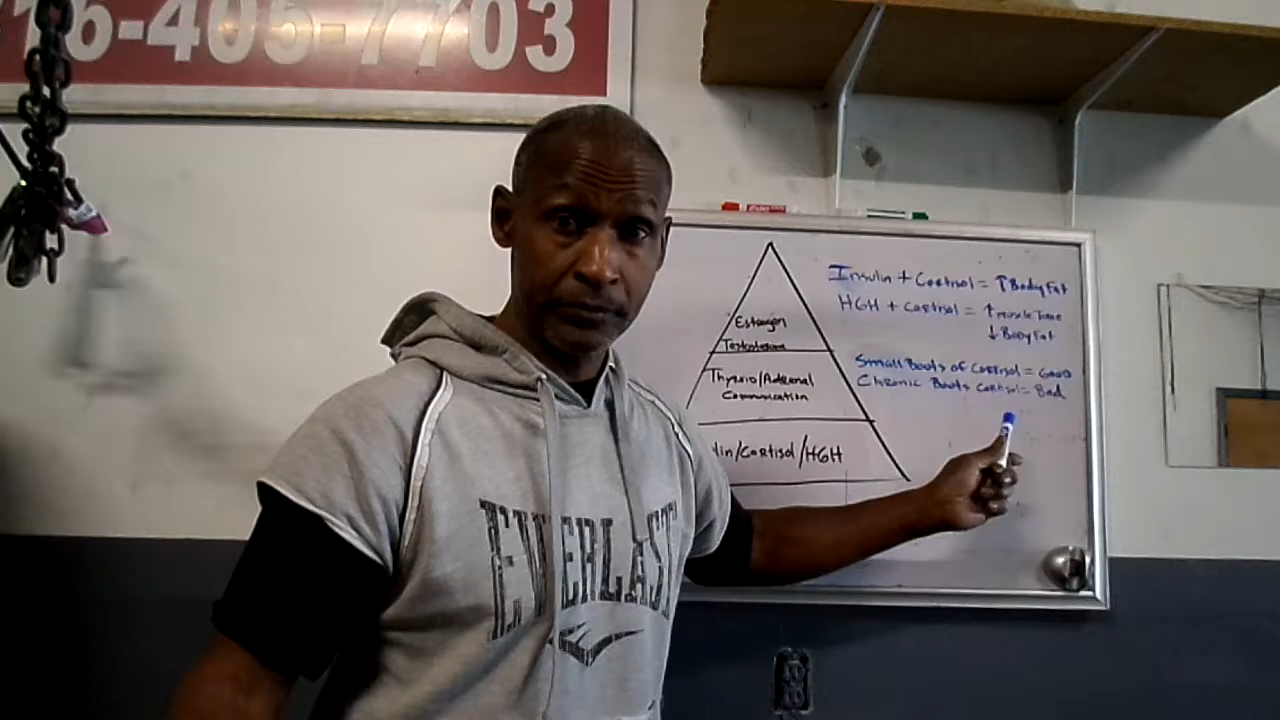 16-405-7703
Insulin + Cortisol = ↑ Body Fat
HGH + Cortisol = ↑ muscle Tone
↓ Body Fat
Small Bouts of Cortisol = Good
Chronic Bouts Cortisol = Bad
Estrogen
Testosterone
Thyroid/Adrenal
Communication
lin/Cortisol/HGH
EVERLAST